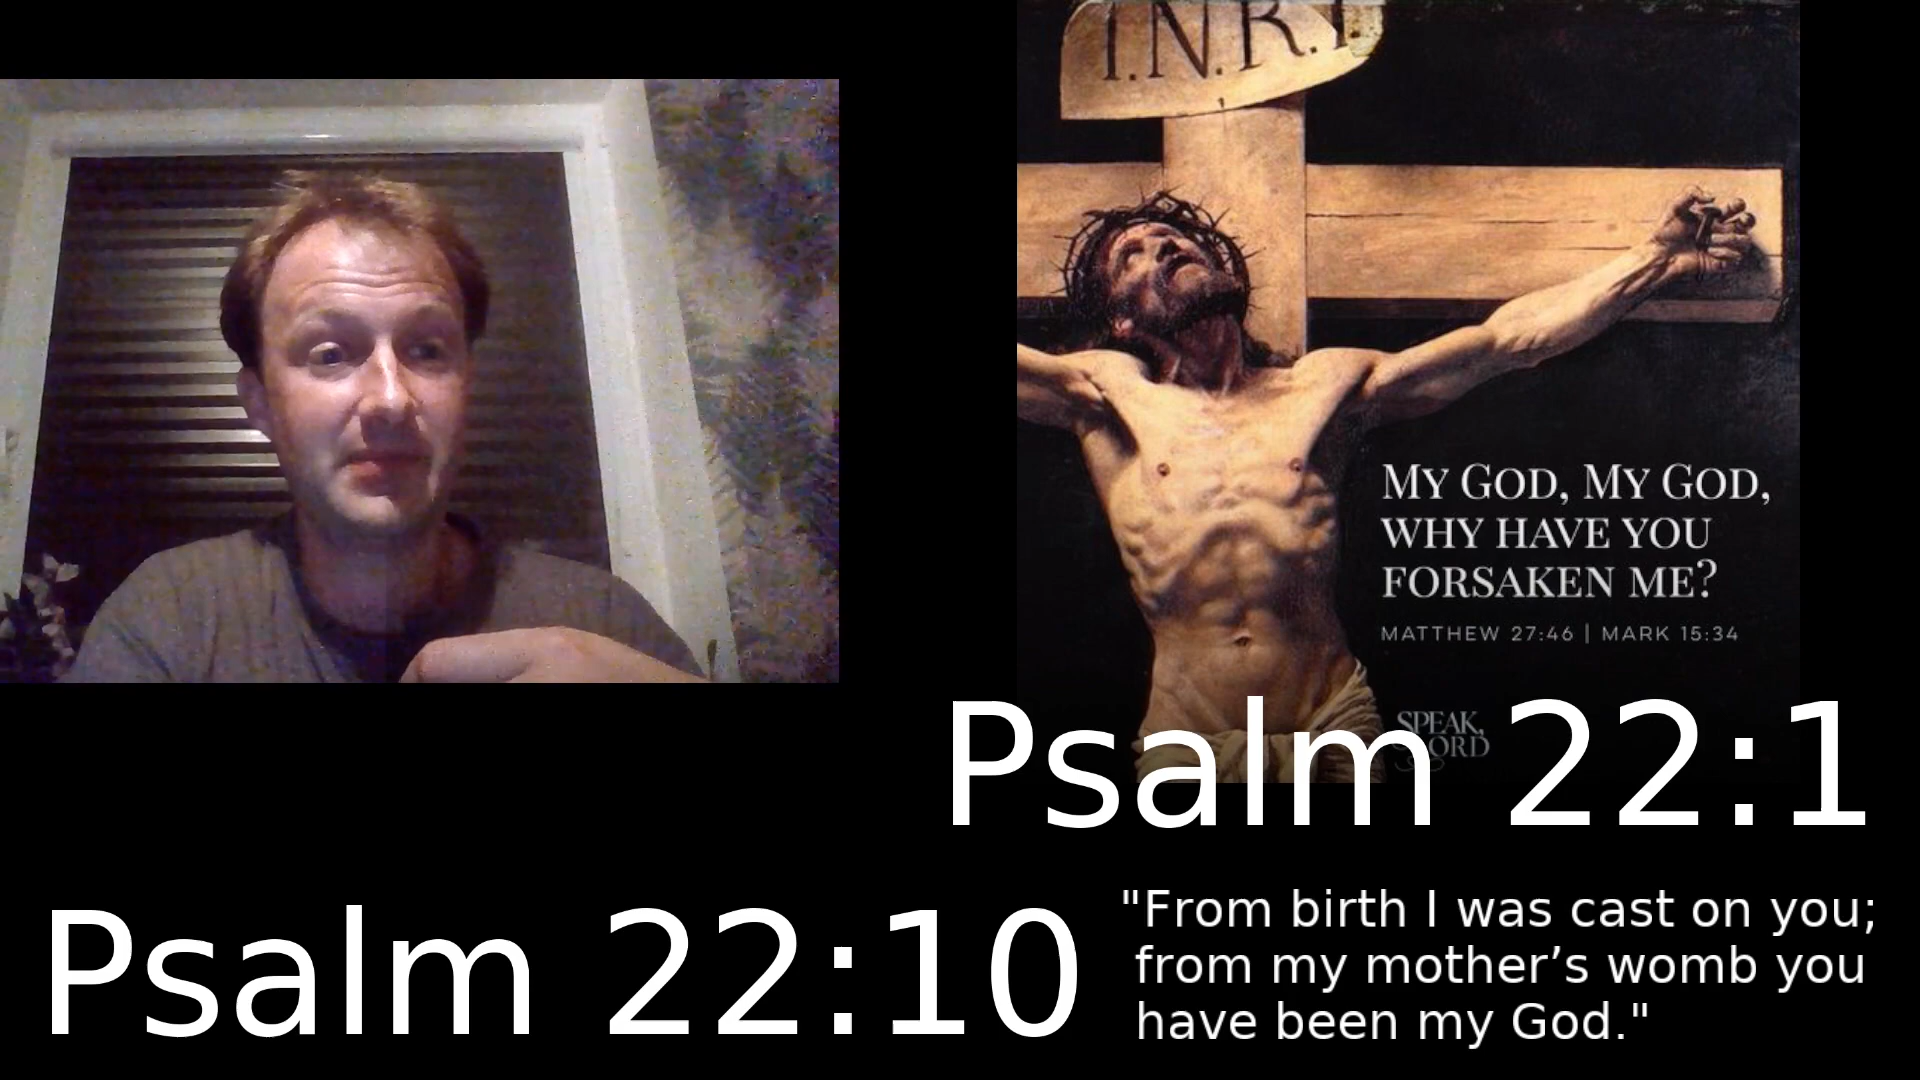 I.N.R.I.
MY GOD, MY GOD,
WHY HAVE YOU
FORSAKEN ME?
MATTHEW 27:46 | MARK 15:34
SPEAK,
Psalm 22:1
Psalm 22:10
"From birth I was cast on you;
from my mother’s womb you
have been my God."